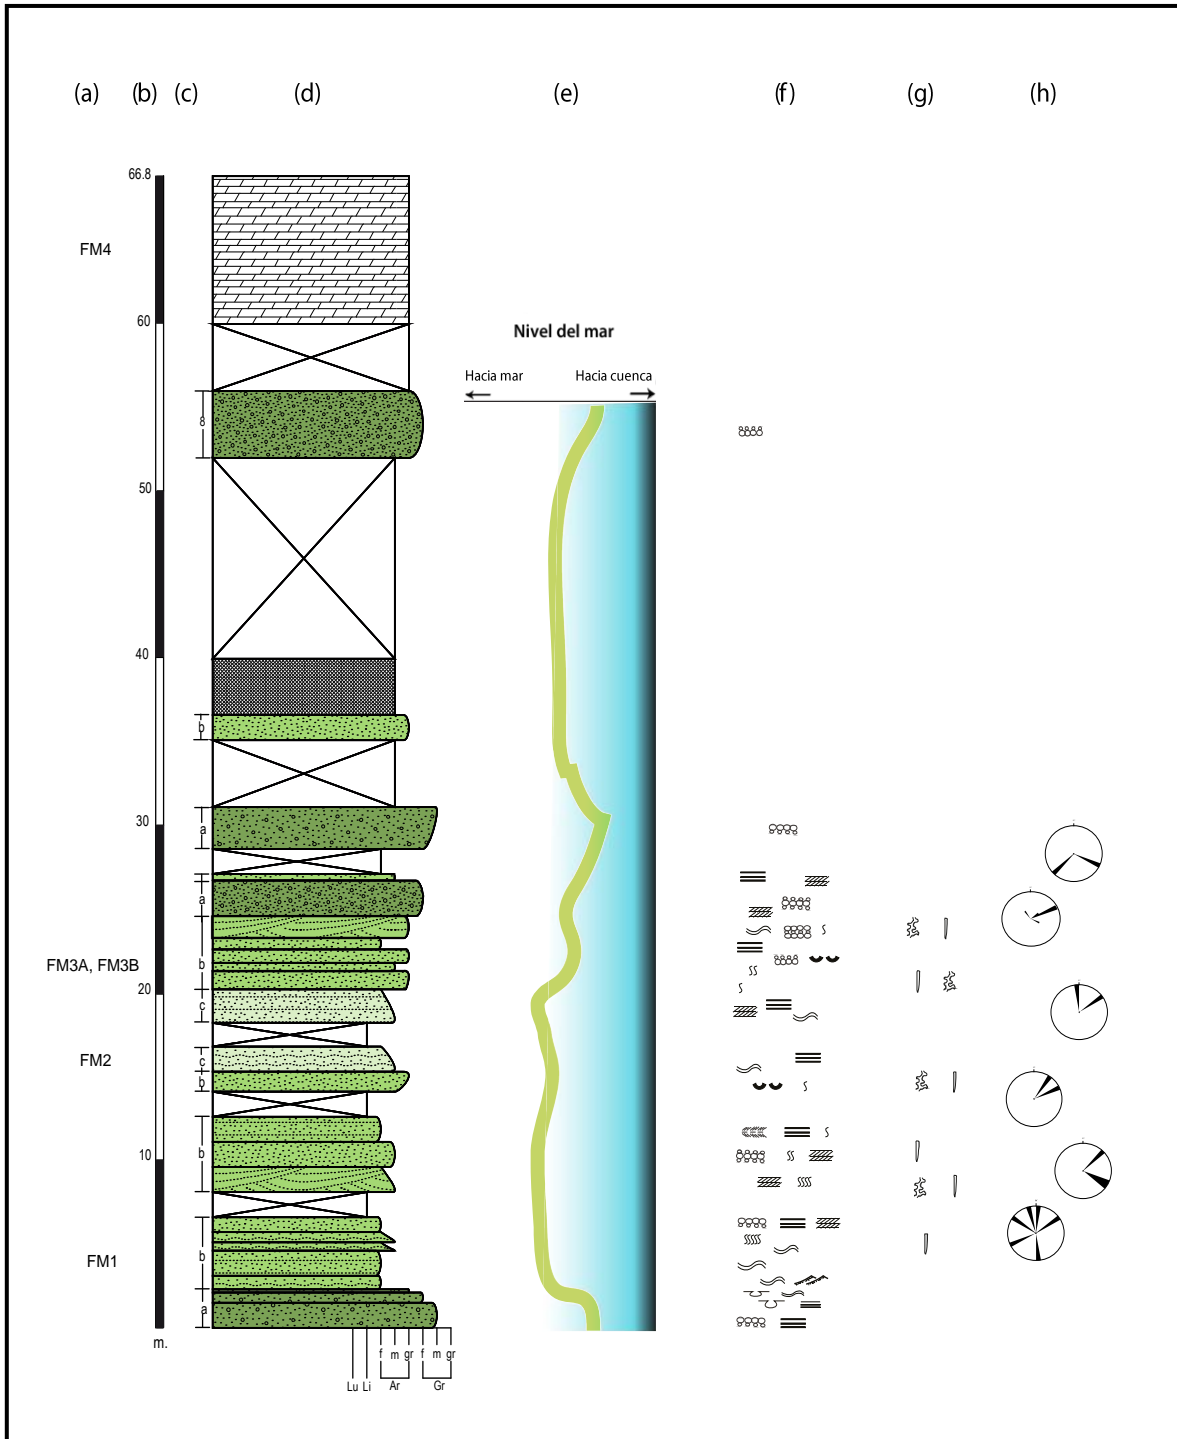 (a) (b) (c) (d) (e) (f) (g) (h)
66.8
FM4
60
Nivel del mar
Hacia mar Hacia cuenca
8
50
40
b
30
a
a
FM3A, FM3B
b
20
c
FM2
c
b
10
b
FM1
b
a
m.
f m gr f m gr
Lu Li Ar Gr